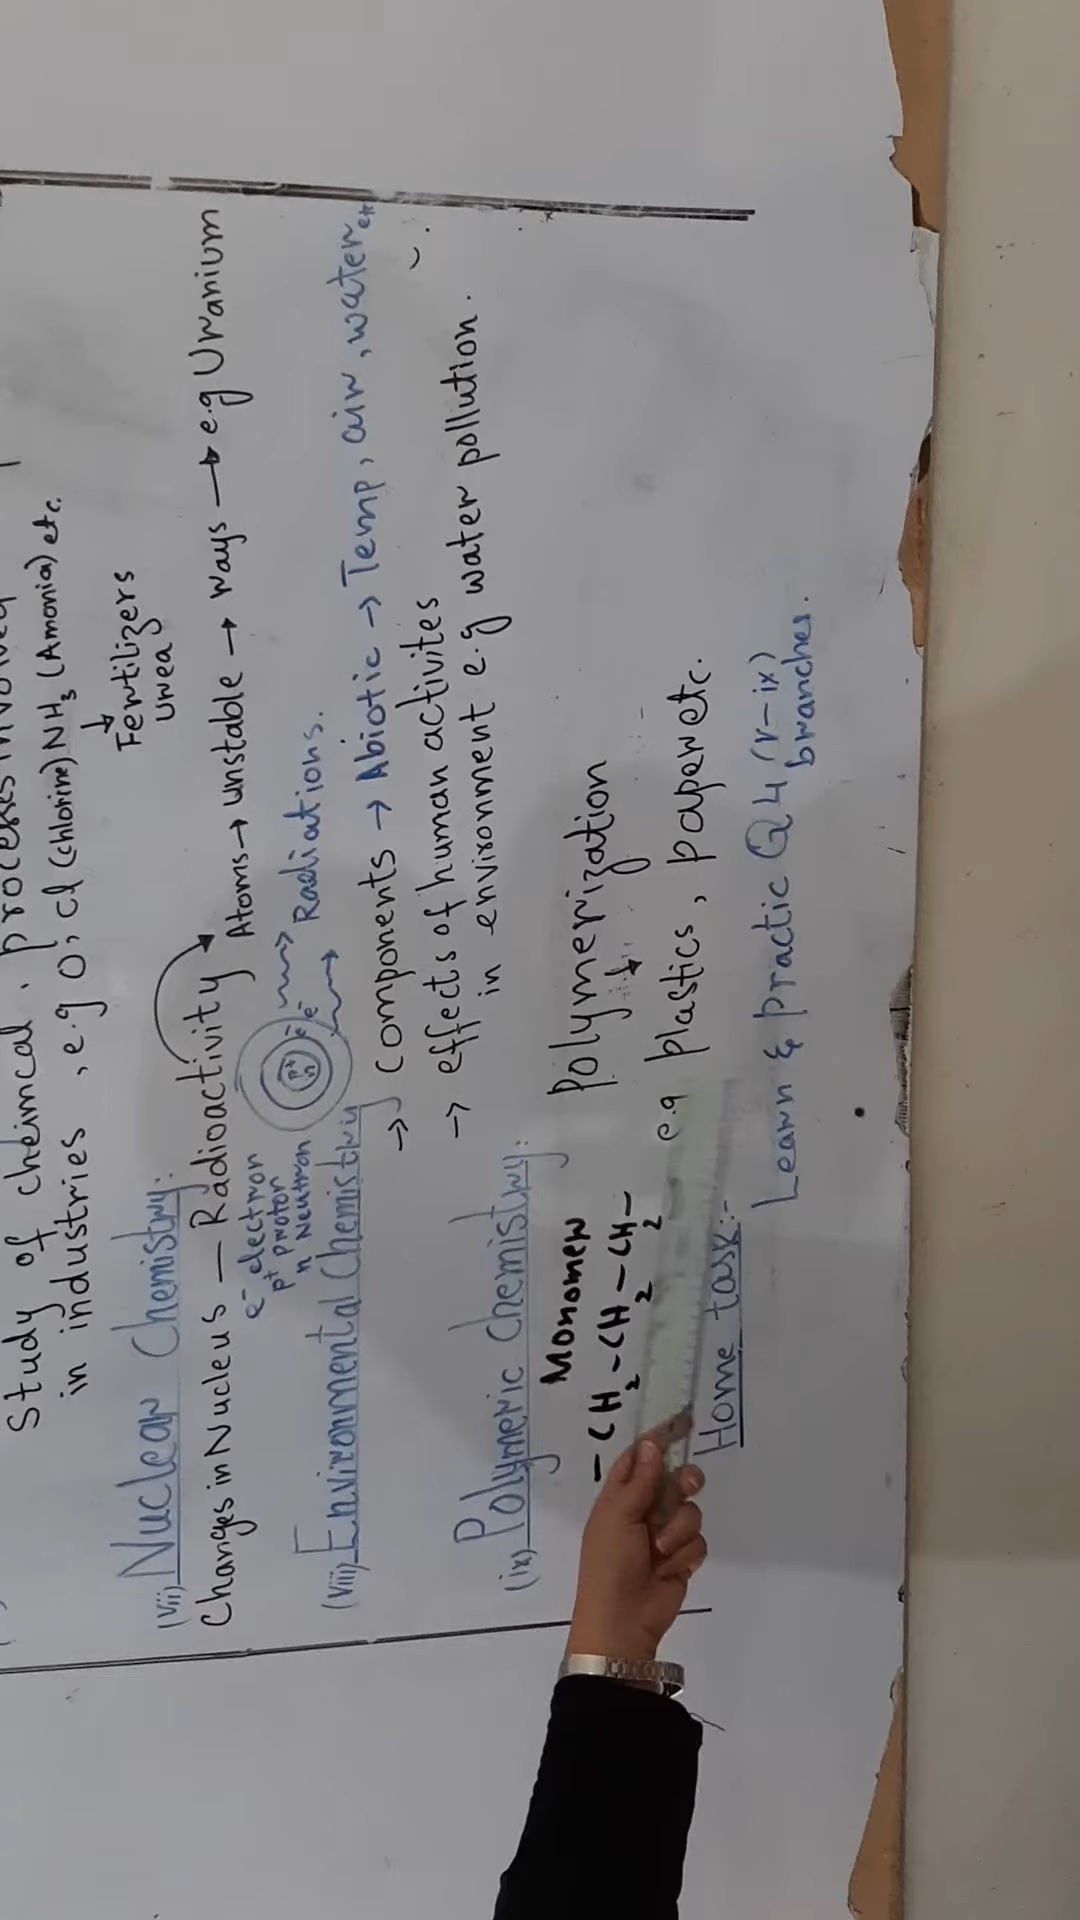 Study of cheimcal. processes involved
in industries, e.g O, Cl (chlorine) NH3 (Amonia) etc.
↓
Fertilizers
urea
(vii) Nuclear Chemistry:
Changes in Nucleus — Radioactivity
Atoms → unstable → rays → e.g Uranium
e- electron
p+ proton
n Neutron
p+
n
e-
e-
Radiations.
(viii) Environmental Chemistry
→ components → Abiotic → Temp, air, water etc
→ effects of human activites
in environment e.g water pollution.
(ix) Polymeric Chemistry:
Monomer Polymerization
-CH2-CH2-CH2-
e.g plastics, paper etc.
Home task:-
Learn & practic Q4 (v-ix)
branches.